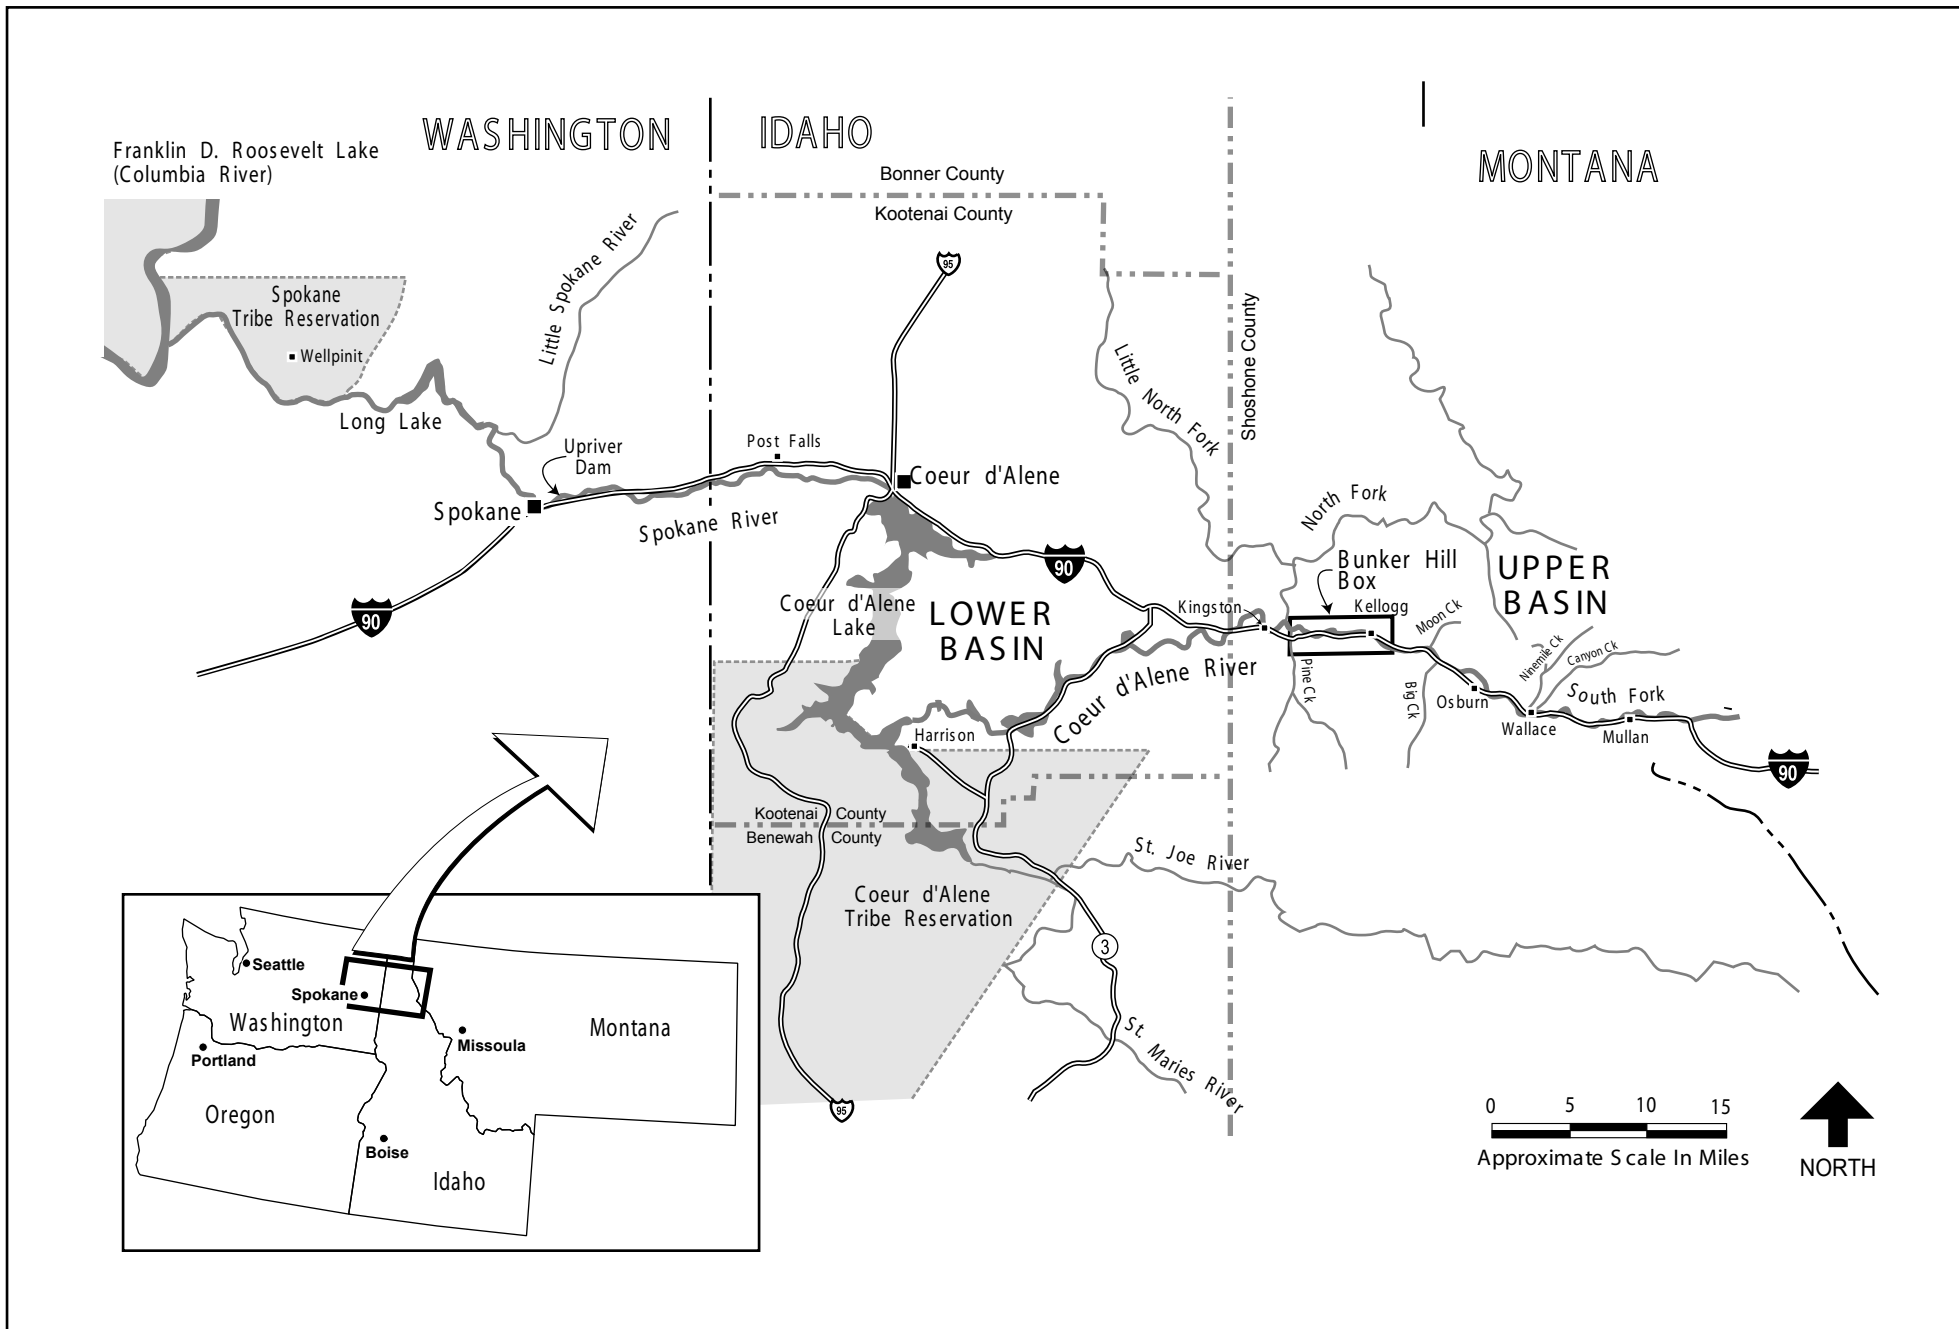 WASHINGTON
IDAHO
MONTANA
Franklin D. Roosevelt Lake
(Columbia River)
Bonner County
Kootenai County
95
Little Spokane River
Spokane
Tribe Reservation
Wellpinit
Long Lake
Upriver
Dam
Post Falls
Coeur d'Alene
Spokane
Spokane River
Little North Fork
Shoshone County
North Fork
Bunker Hill
Box
Kellogg
UPPER
BASIN
90
90
Coeur d'Alene
Lake
LOWER
BASIN
Kingston
Moon Ck
Ninemile Ck
Canyon Ck
Coeur d'Alene River
Pine Ck
Big Ck
Osburn
South Fork
Wallace
Mullan
90
Harrison
Kootenai County
Benewah County
St. Joe River
Coeur d'Alene
Tribe Reservation
3
St. Maries River
95
Seattle
Spokane
Washington
Portland
Missoula
Montana
Oregon
Boise
Idaho
0 5 10 15
Approximate Scale In Miles
NORTH